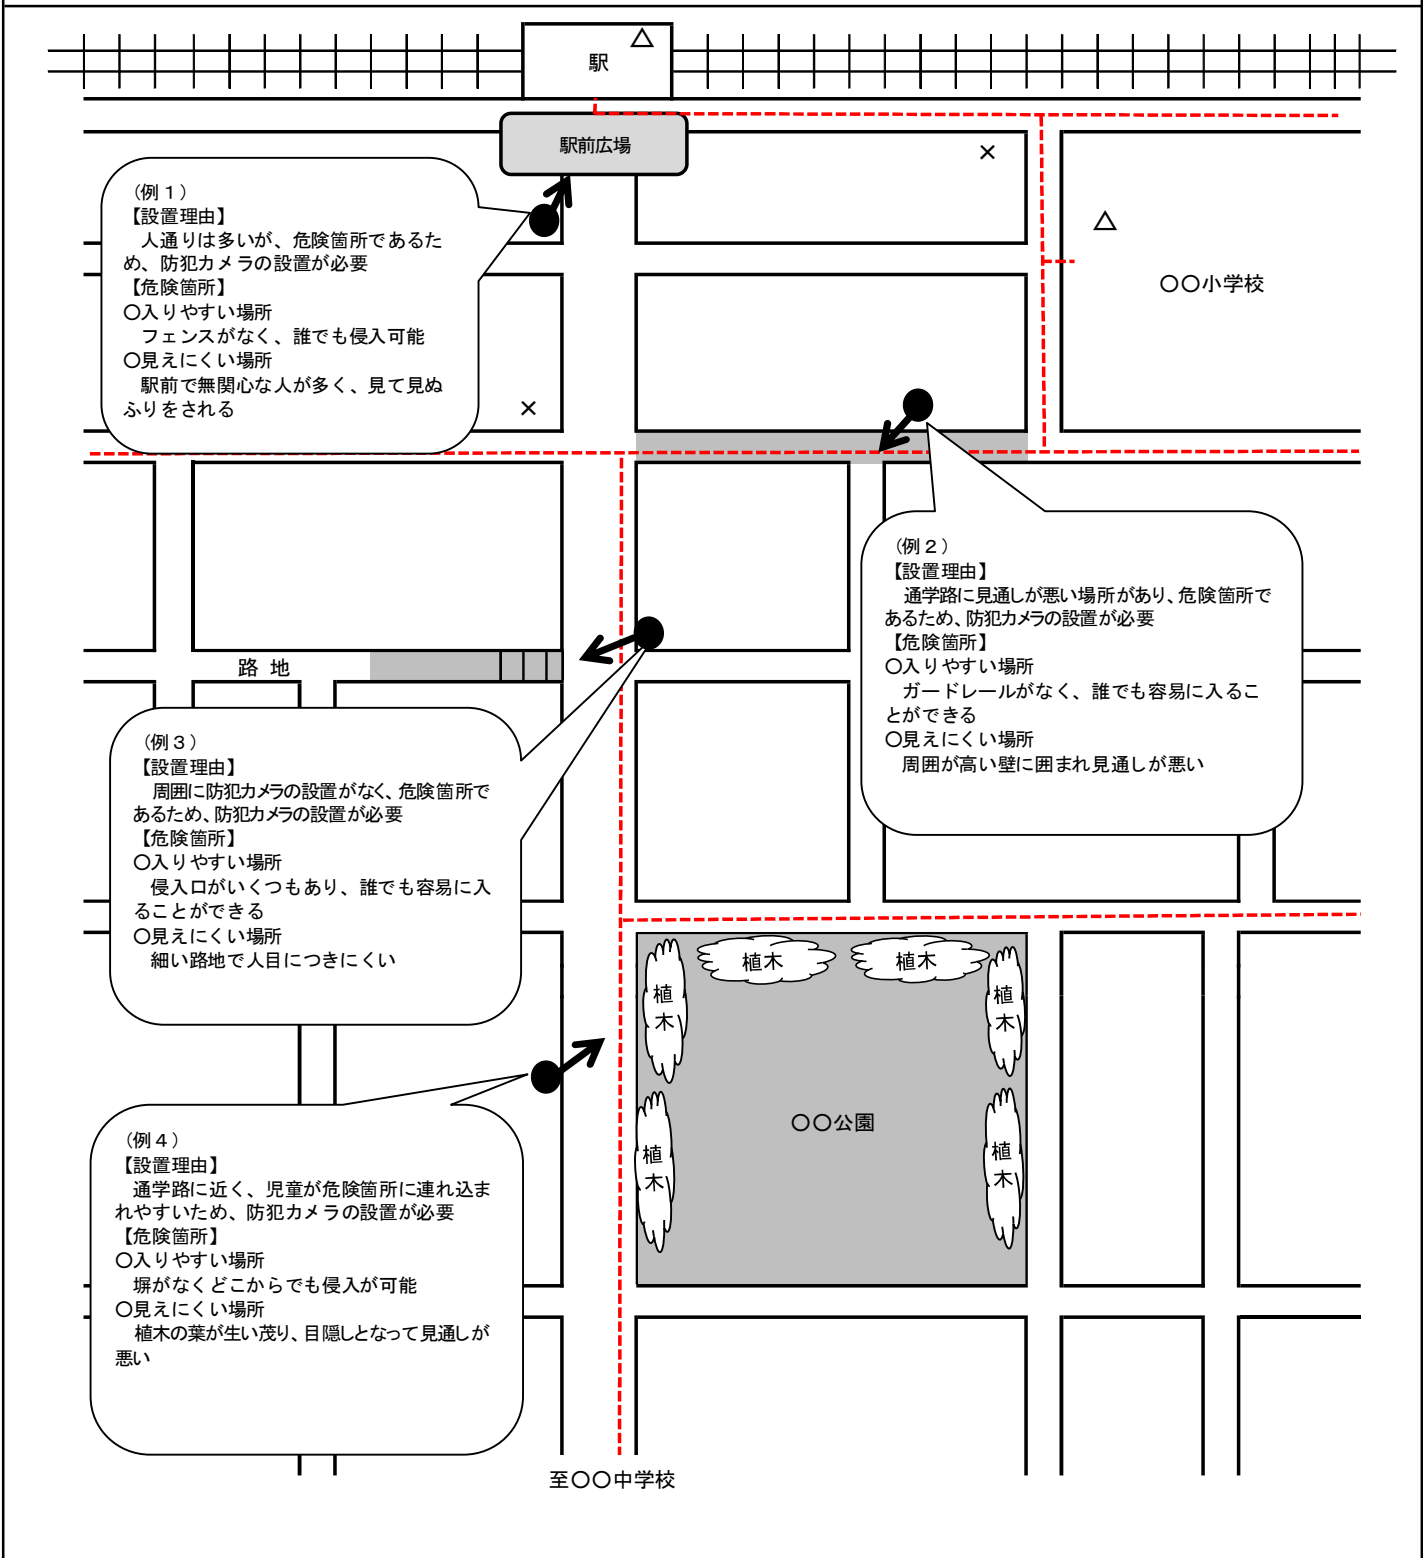 駅
駅前広場
(例１)
【設置理由】
人通りは多いが、危険箇所であるた
め、防犯カメラの設置が必要
【危険箇所】
○入りやすい場所
フェンスがなく、誰でも侵入可能
○見えにくい場所
駅前で無関心な人が多く、見て見ぬ
ふりをされる
○○小学校
(例２)
【設置理由】
通学路に見通しが悪い場所があり、危険箇所で
あるため、防犯カメラの設置が必要
【危険箇所】
○入りやすい場所
ガードレールがなく、誰でも容易に入るこ
とができる
○見えにくい場所
周囲が高い壁に囲まれ見通しが悪い
路 地
(例３)
【設置理由】
周囲に防犯カメラの設置がなく、危険箇所で
あるため、防犯カメラの設置が必要
【危険箇所】
○入りやすい場所
侵入口がいくつもあり、誰でも容易に入
ることができる
○見えにくい場所
細い路地で人目につきにくい
植木
植木
植木
植木
植木
植木
○○公園
(例４)
【設置理由】
通学路に近く、児童が危険箇所に連れ込ま
れやすいため、防犯カメラの設置が必要
【危険箇所】
○入りやすい場所
塀がなくどこからでも侵入が可能
○見えにくい場所
植木の葉が生い茂り、目隠しとなって見通しが
悪い
至○○中学校